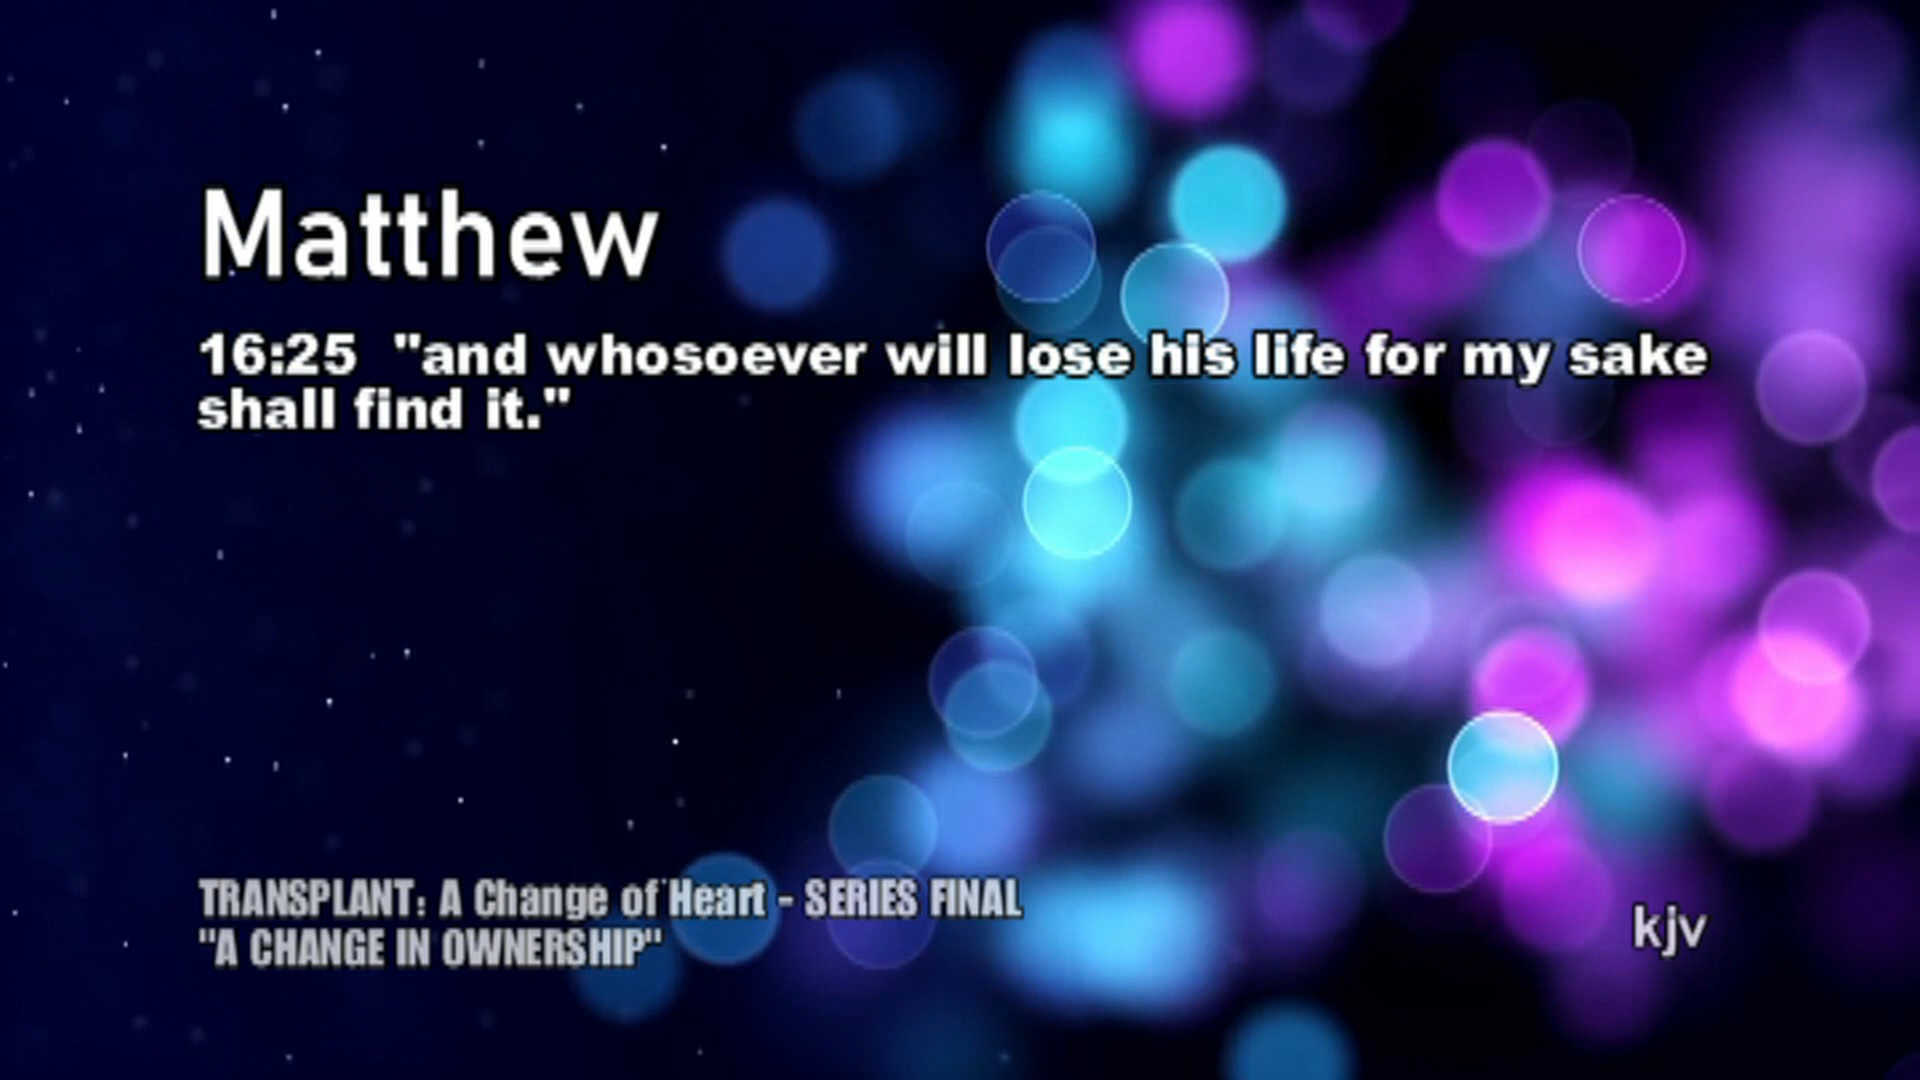 Matthew
16:25  "and whosoever will lose his life for my sake
shall find it."
TRANSPLANT: A Change of Heart - SERIES FINAL
"A CHANGE IN OWNERSHIP"
kjv